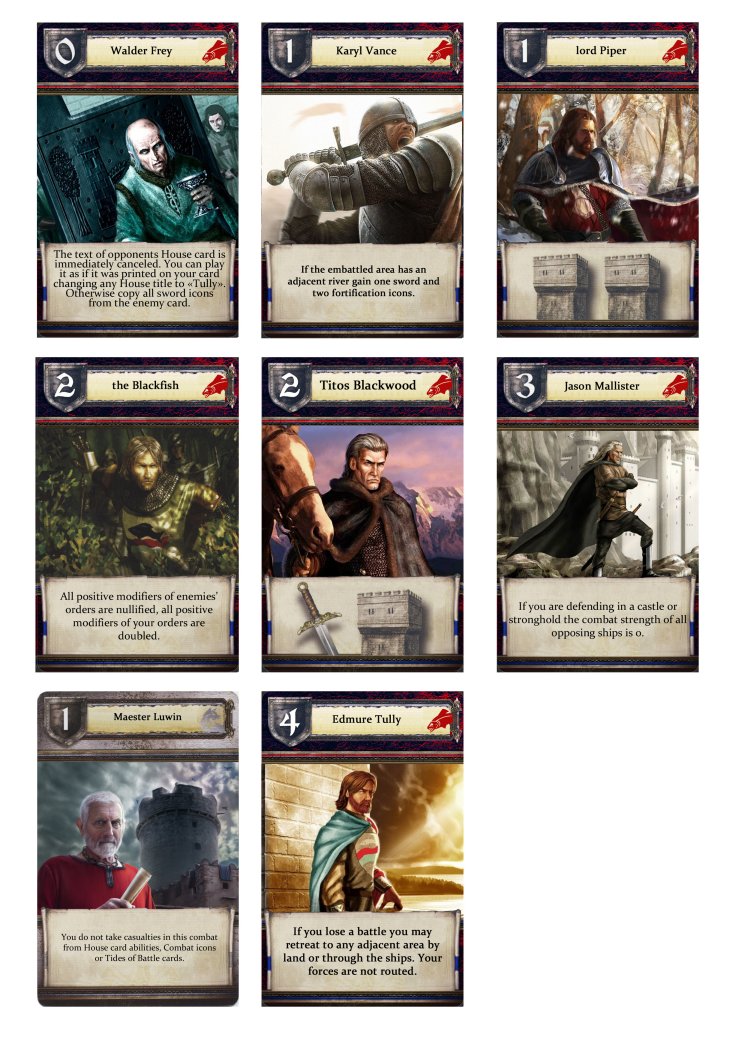 0
Walder Frey
The text of opponents House card is
immediately canceled. You can play
it as if it was printed on your card
changing any House title to «Tully».
Otherwise copy all sword icons
from the enemy card.
1
Karyl Vance
If the embattled area has an
adjacent river gain one sword and
two fortification icons.
1
lord Piper
2
the Blackfish
All positive modifiers of enemies'
orders are nullified, all positive
modifiers of your orders are
doubled.
2
Titos Blackwood
3
Jason Mallister
If you are defending in a castle or
stronghold the combat strength of all
opposing ships is 0.
1
Maester Luwin
You do not take casualties in this combat
from House card abilities, Combat icons
or Tides of Battle cards.
4
Edmure Tully
If you lose a battle you may
retreat to any adjacent area by
land or through the ships. Your
forces are not routed.